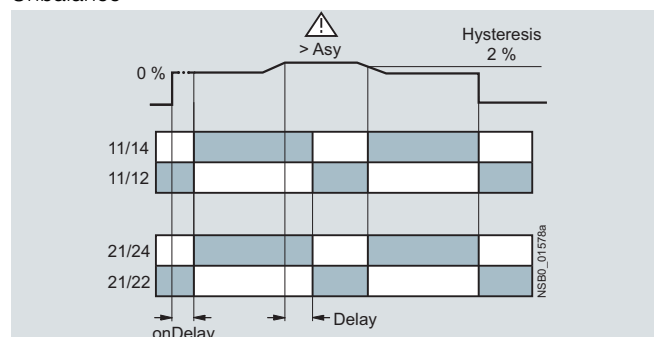 > Asy
Hysteresis
2 %
0 %
11/14
11/12
21/24
21/22
NSB0_01578a
Delay
onDelay